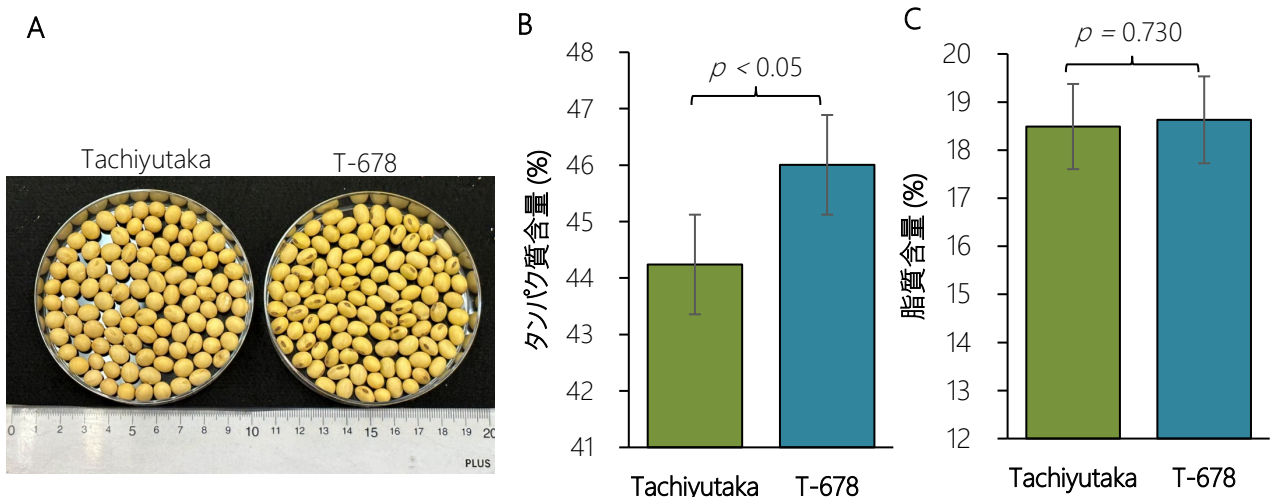 A
Tachiyutaka T-678
0 1 2 3 4 5 6 7 8 9 10 11 12 13 14 15 16 17 18 19 20
PLUS
B
p < 0.05
タンパク質含量 (%)
48
47
46
45
44
43
42
41
Tachiyutaka T-678
C
p = 0.730
脂質含量 (%)
20
19
18
17
16
15
14
13
12
Tachiyutaka T-678